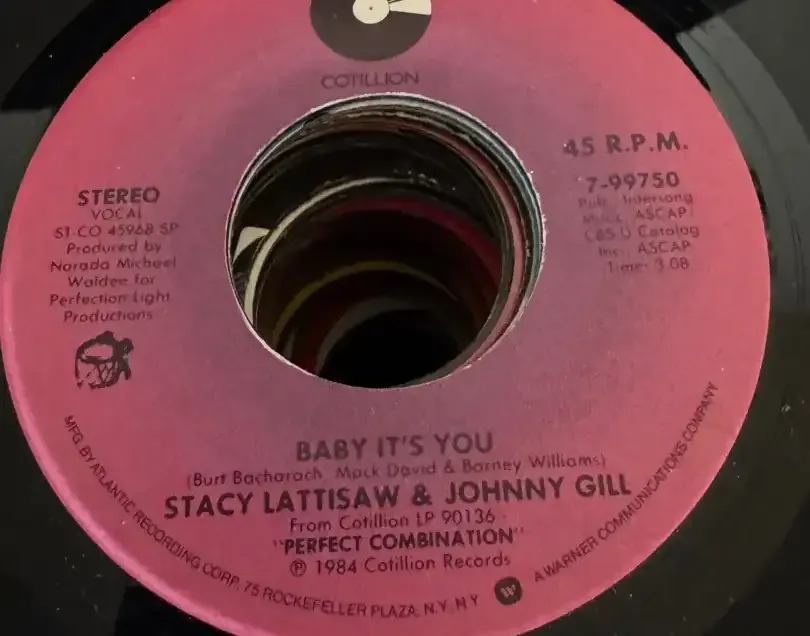 COTILLION
45 R.P.M.
STEREO
VOCAL
ST-CO 45968 SP
Produced by
Narada Michael
Walden for
Perfection Light
Productions
7-99750
Pub. Intersong
Music, ASCAP/
U Catalog
Inc., ASCAP
Time: 3:08
BABY IT'S YOU
(Burt Bacharach, Mack David & Barney Williams)
STACY LATTISAW & JOHNNY GILL
From Cotillion LP 90136
"PERFECT COMBINATION"
℗ 1984 Cotillion Records
MFG. BY ATLANTIC RECORDING CORP. 75 ROCKEFELLER PLAZA, N.Y. N.Y. W A WARNER COMMUNICATIONS COMPANY